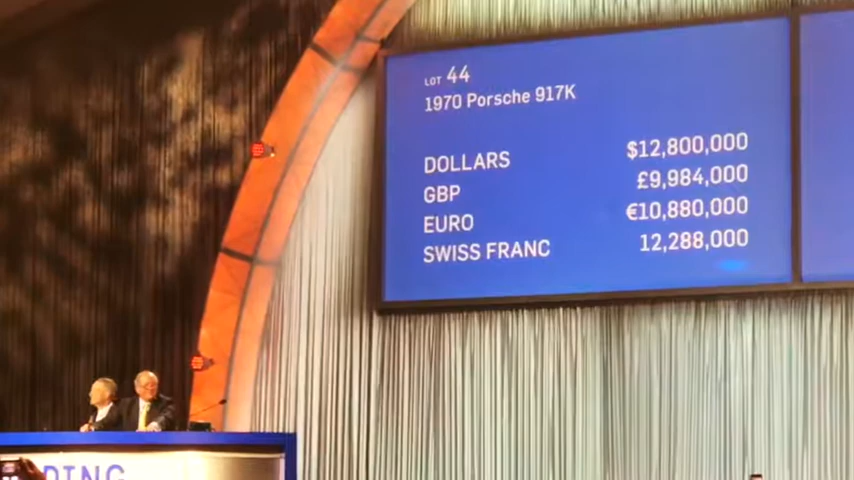 LOT 44
1970 Porsche 917K
DOLLARS $12,800,000
GBP £9,984,000
EURO €10,880,000
SWISS FRANC 12,288,000
DING